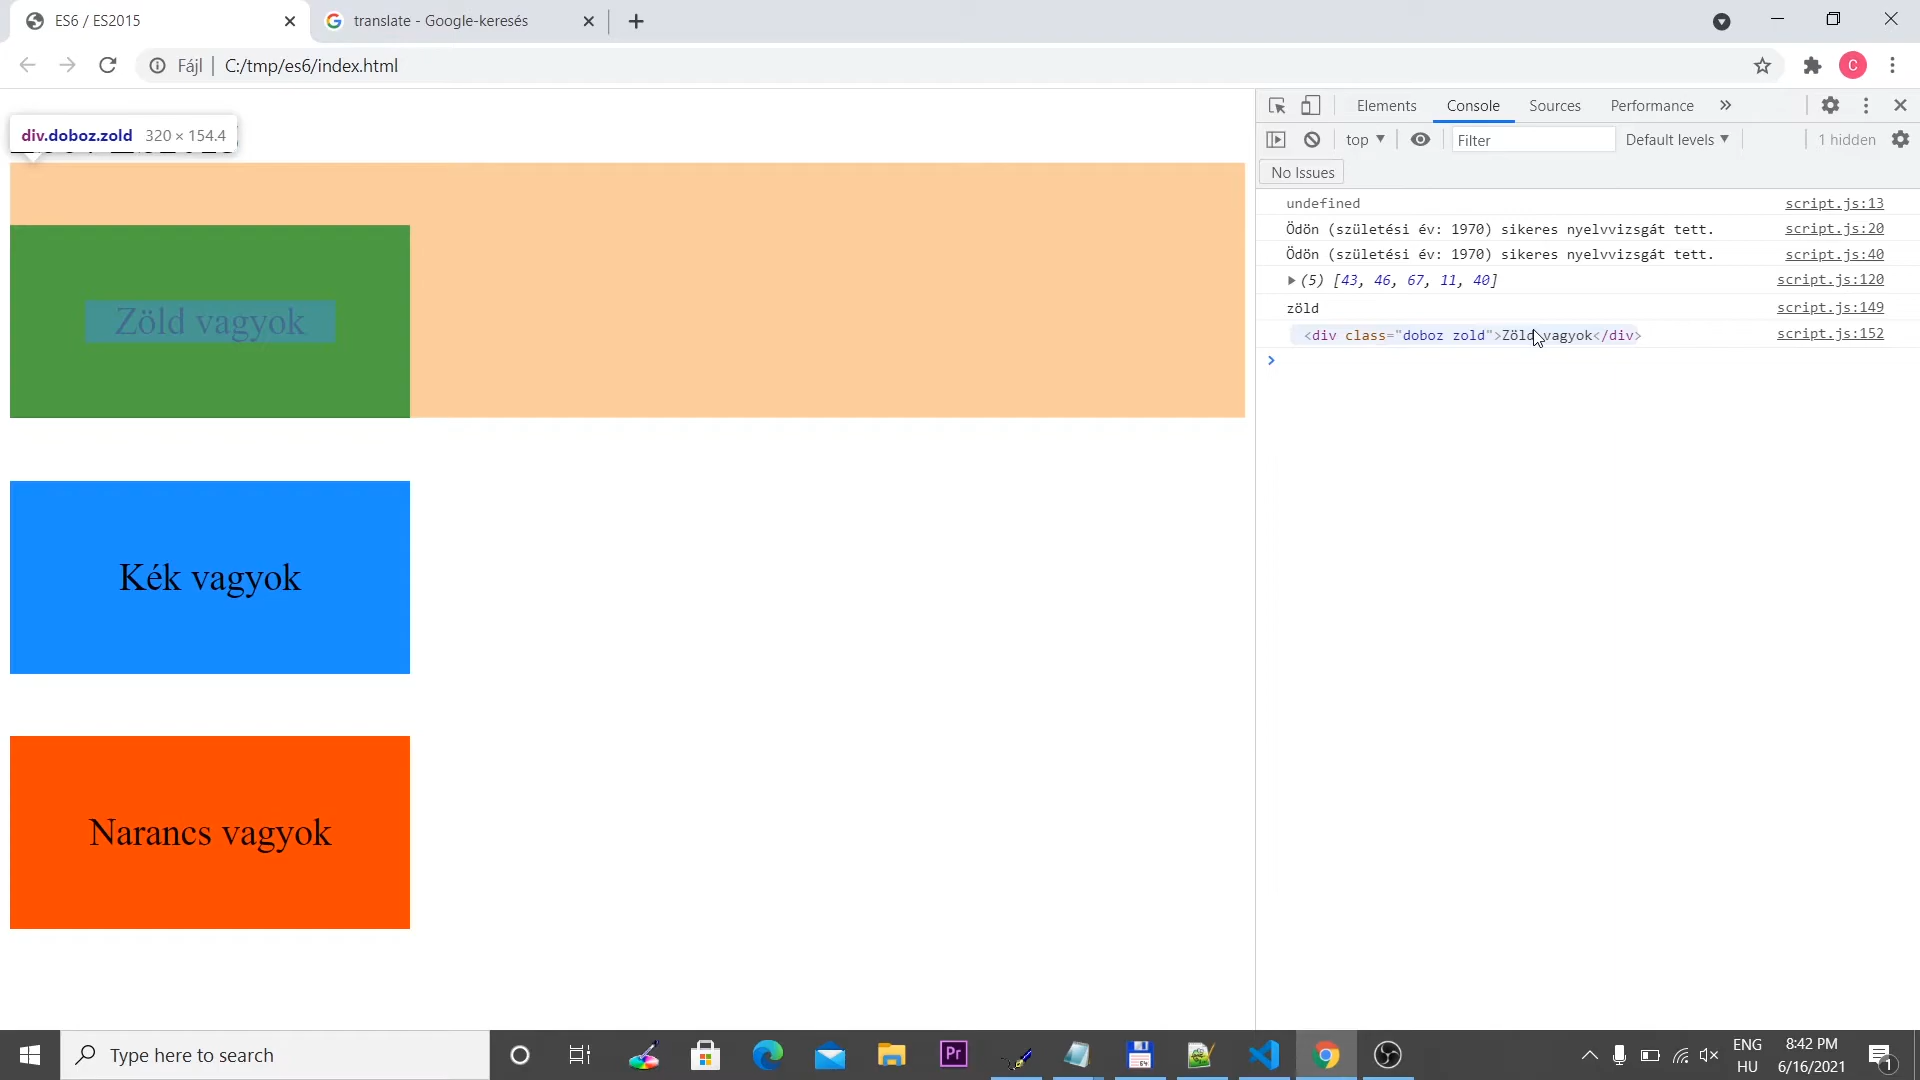 ES6 / ES2015
translate - Google-keresés
Fájl
C:/tmp/es6/index.html
C
div.doboz.zold 320 × 154.4
Zöld vagyok
Kék vagyok
Narancs vagyok
Elements
Console
Sources
Performance
top
Filter
Default levels
1 hidden
No Issues
undefined script.js:13
Ödön (születési év: 1970) sikeres nyelvvizsgát tett. script.js:20
Ödön (születési év: 1970) sikeres nyelvvizsgát tett. script.js:40
(5) [43, 46, 67, 11, 40] script.js:120
zöld script.js:149
<div class="doboz zold">Zöld vagyok</div> script.js:152
Type here to search
Pr
64
ENG
HU
8:42 PM
6/16/2021
1